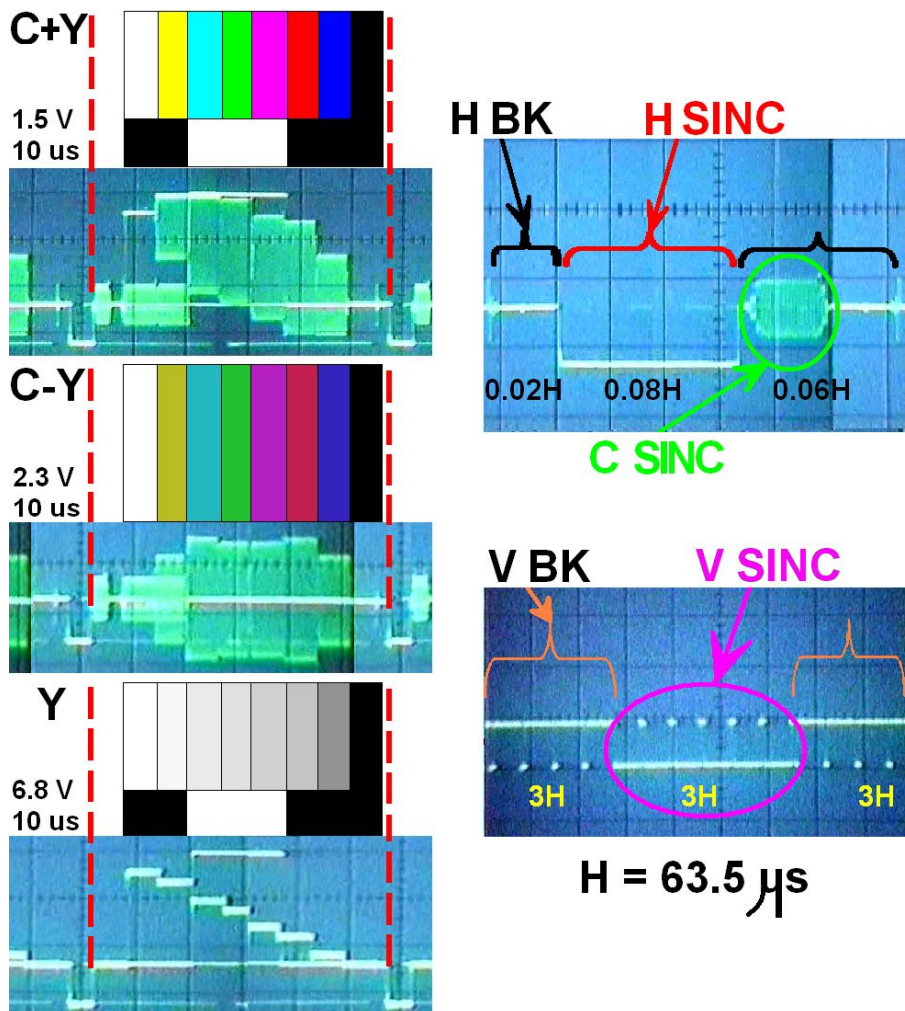 C+Y
1.5 V
10 us
C-Y
2.3 V
10 us
Y
6.8 V
10 us
H BK
H SINC
0.02H
0.08H
0.06H
C SINC
V BK
V SINC
3H
3H
3H
H = 63.5 µs